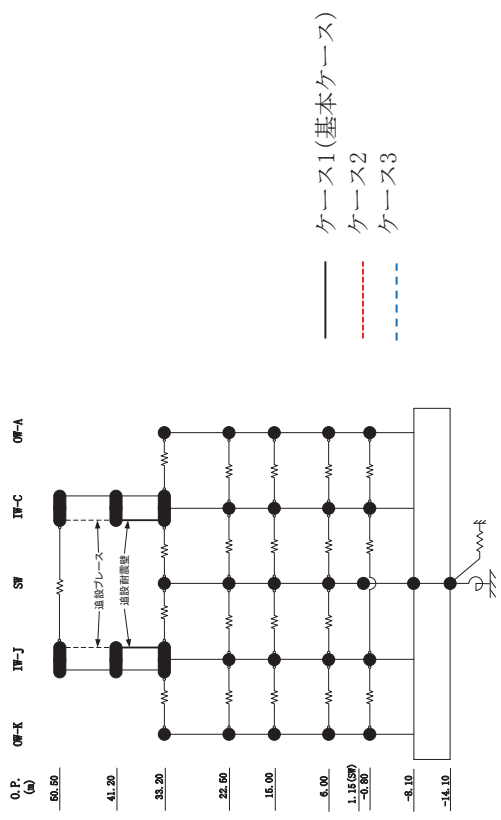 OW-K
IW-J
SW
IW-C
OW-A
O.P.
(m)
50.50
41.20
33.20
22.50
15.00
6.00
1.15(SW)
-0.80
-8.10
-14.10
追設ブレース
追設耐震壁
ケース1(基本ケース)
ケース2
ケース3